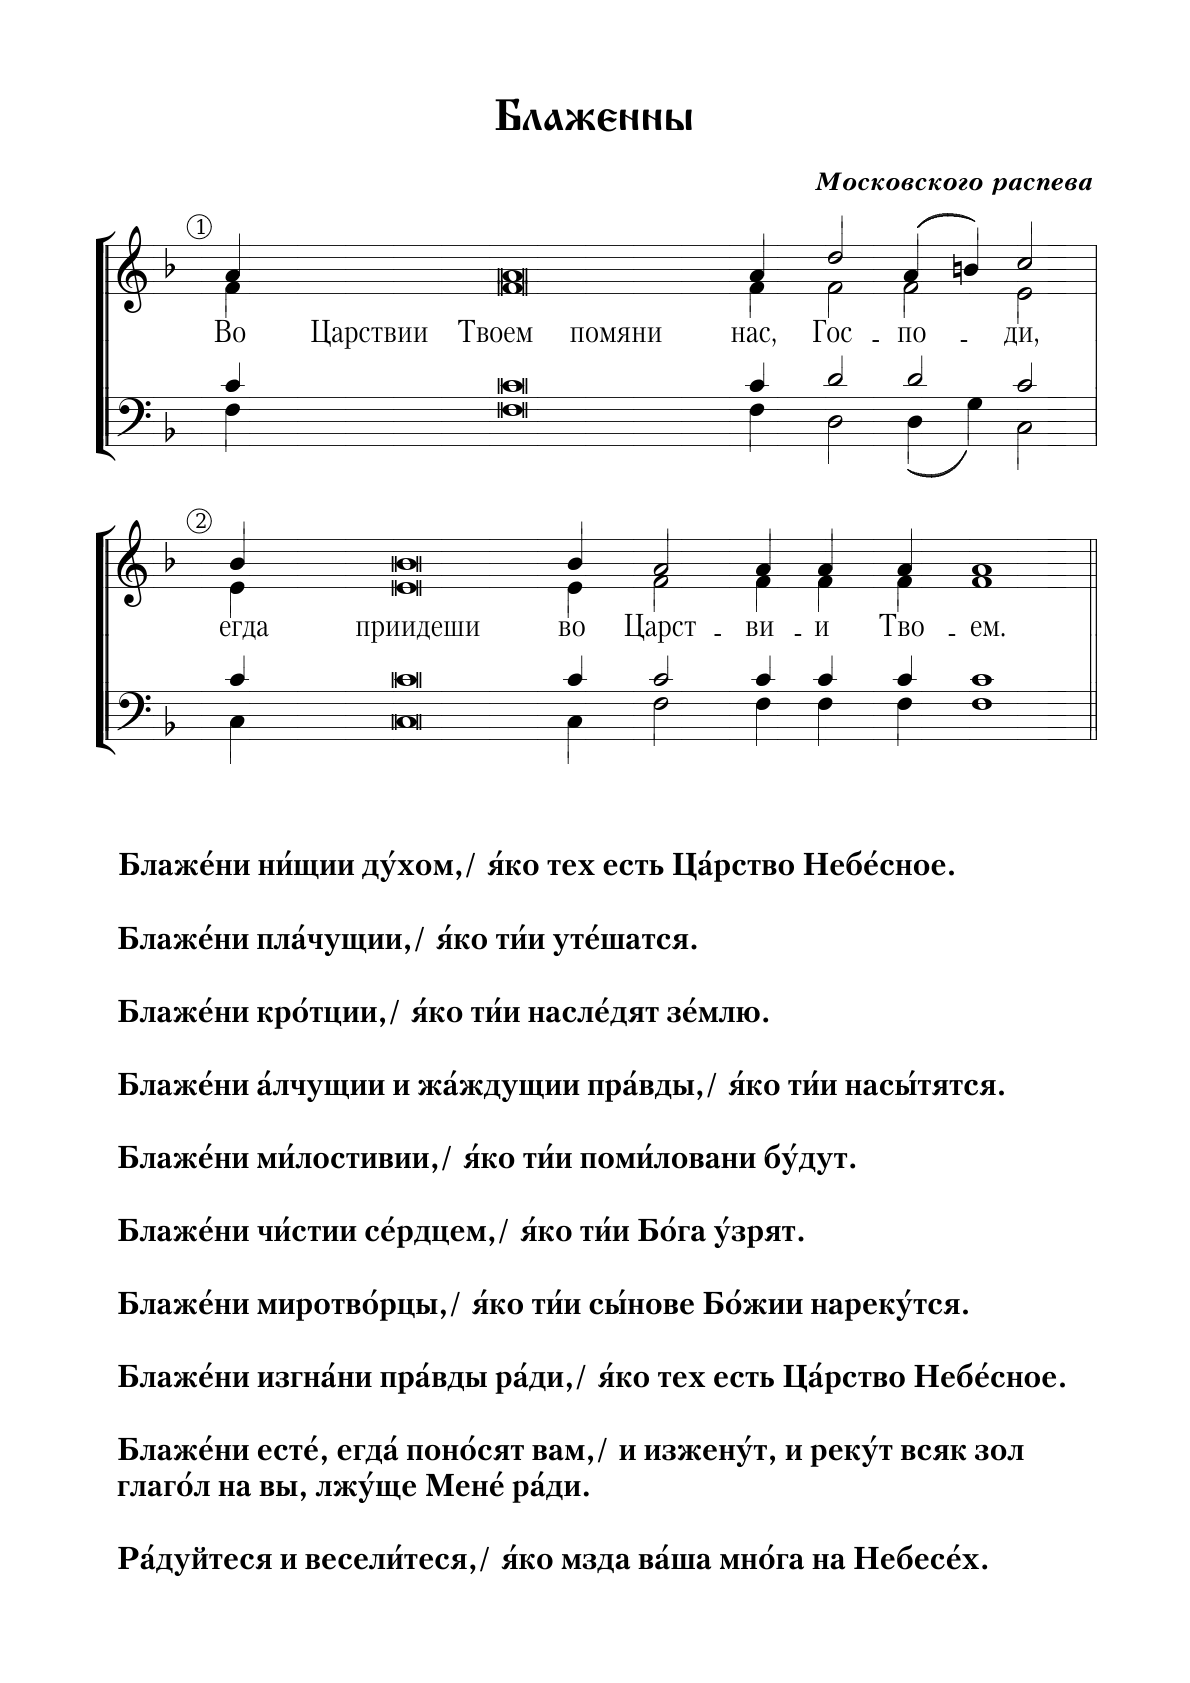 Блаженны
Московского распева
1
Во Царствии Твоем помяни нас, Гос - по - ди,
2
егда приидеши во Царст - ви - и Тво - ем.
Блаже́ни ни́щии ду́хом,/ я́ко тех есть Ца́рство Небе́сное.
Блаже́ни пла́чущии,/ я́ко ти́и уте́шатся.
Блаже́ни кро́тции,/ я́ко ти́и насле́дят зе́млю.
Блаже́ни а́лчущии и жа́ждущии пра́вды,/ я́ко ти́и насы́тятся.
Блаже́ни ми́лостивии,/ я́ко ти́и поми́ловани бу́дут.
Блаже́ни чи́стии се́рдцем,/ я́ко ти́и Бо́га у́зрят.
Блаже́ни миротво́рцы,/ я́ко ти́и сы́нове Бо́жии нареку́тся.
Блаже́ни изгна́ни пра́вды ра́ди,/ я́ко тех есть Ца́рство Небе́сное.
Блаже́ни есте́, егда́ поно́сят вам,/ и изжену́т, и реку́т всяк зол
глаго́л на вы, лжу́ще Мене́ ра́ди.
Ра́дуйтеся и весели́теся,/ я́ко мзда ва́ша мно́га на Небесе́х.